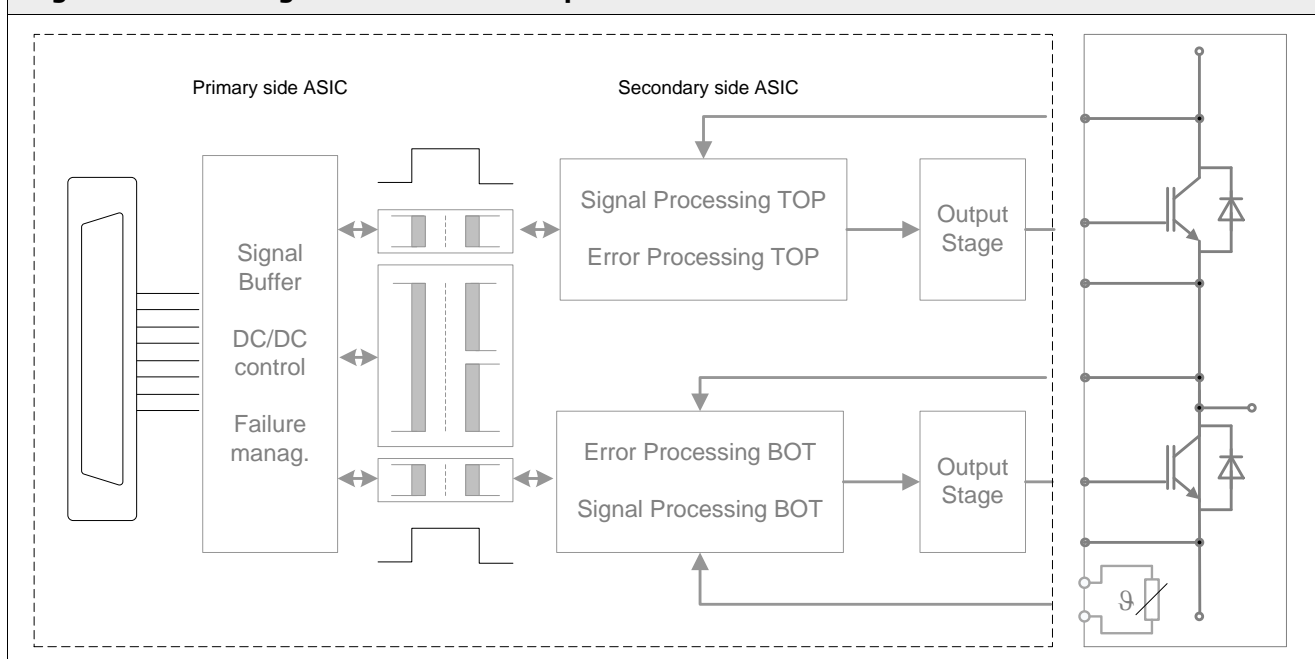 Primary side ASIC
Secondary side ASIC
Signal
Buffer
DC/DC
control
Failure
manag.
Signal Processing TOP
Error Processing TOP
Output
Stage
Error Processing BOT
Signal Processing BOT
Output
Stage
ϑ